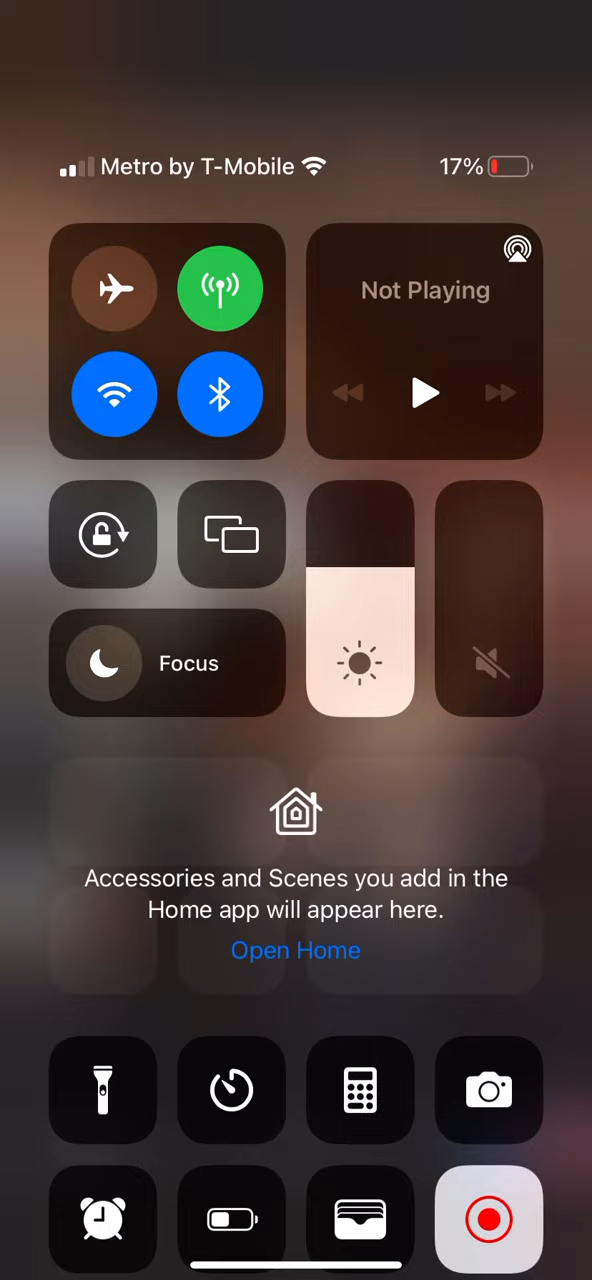 Metro by T-Mobile
17%
Not Playing
Focus
Accessories and Scenes you add in the
Home app will appear here.
Open Home